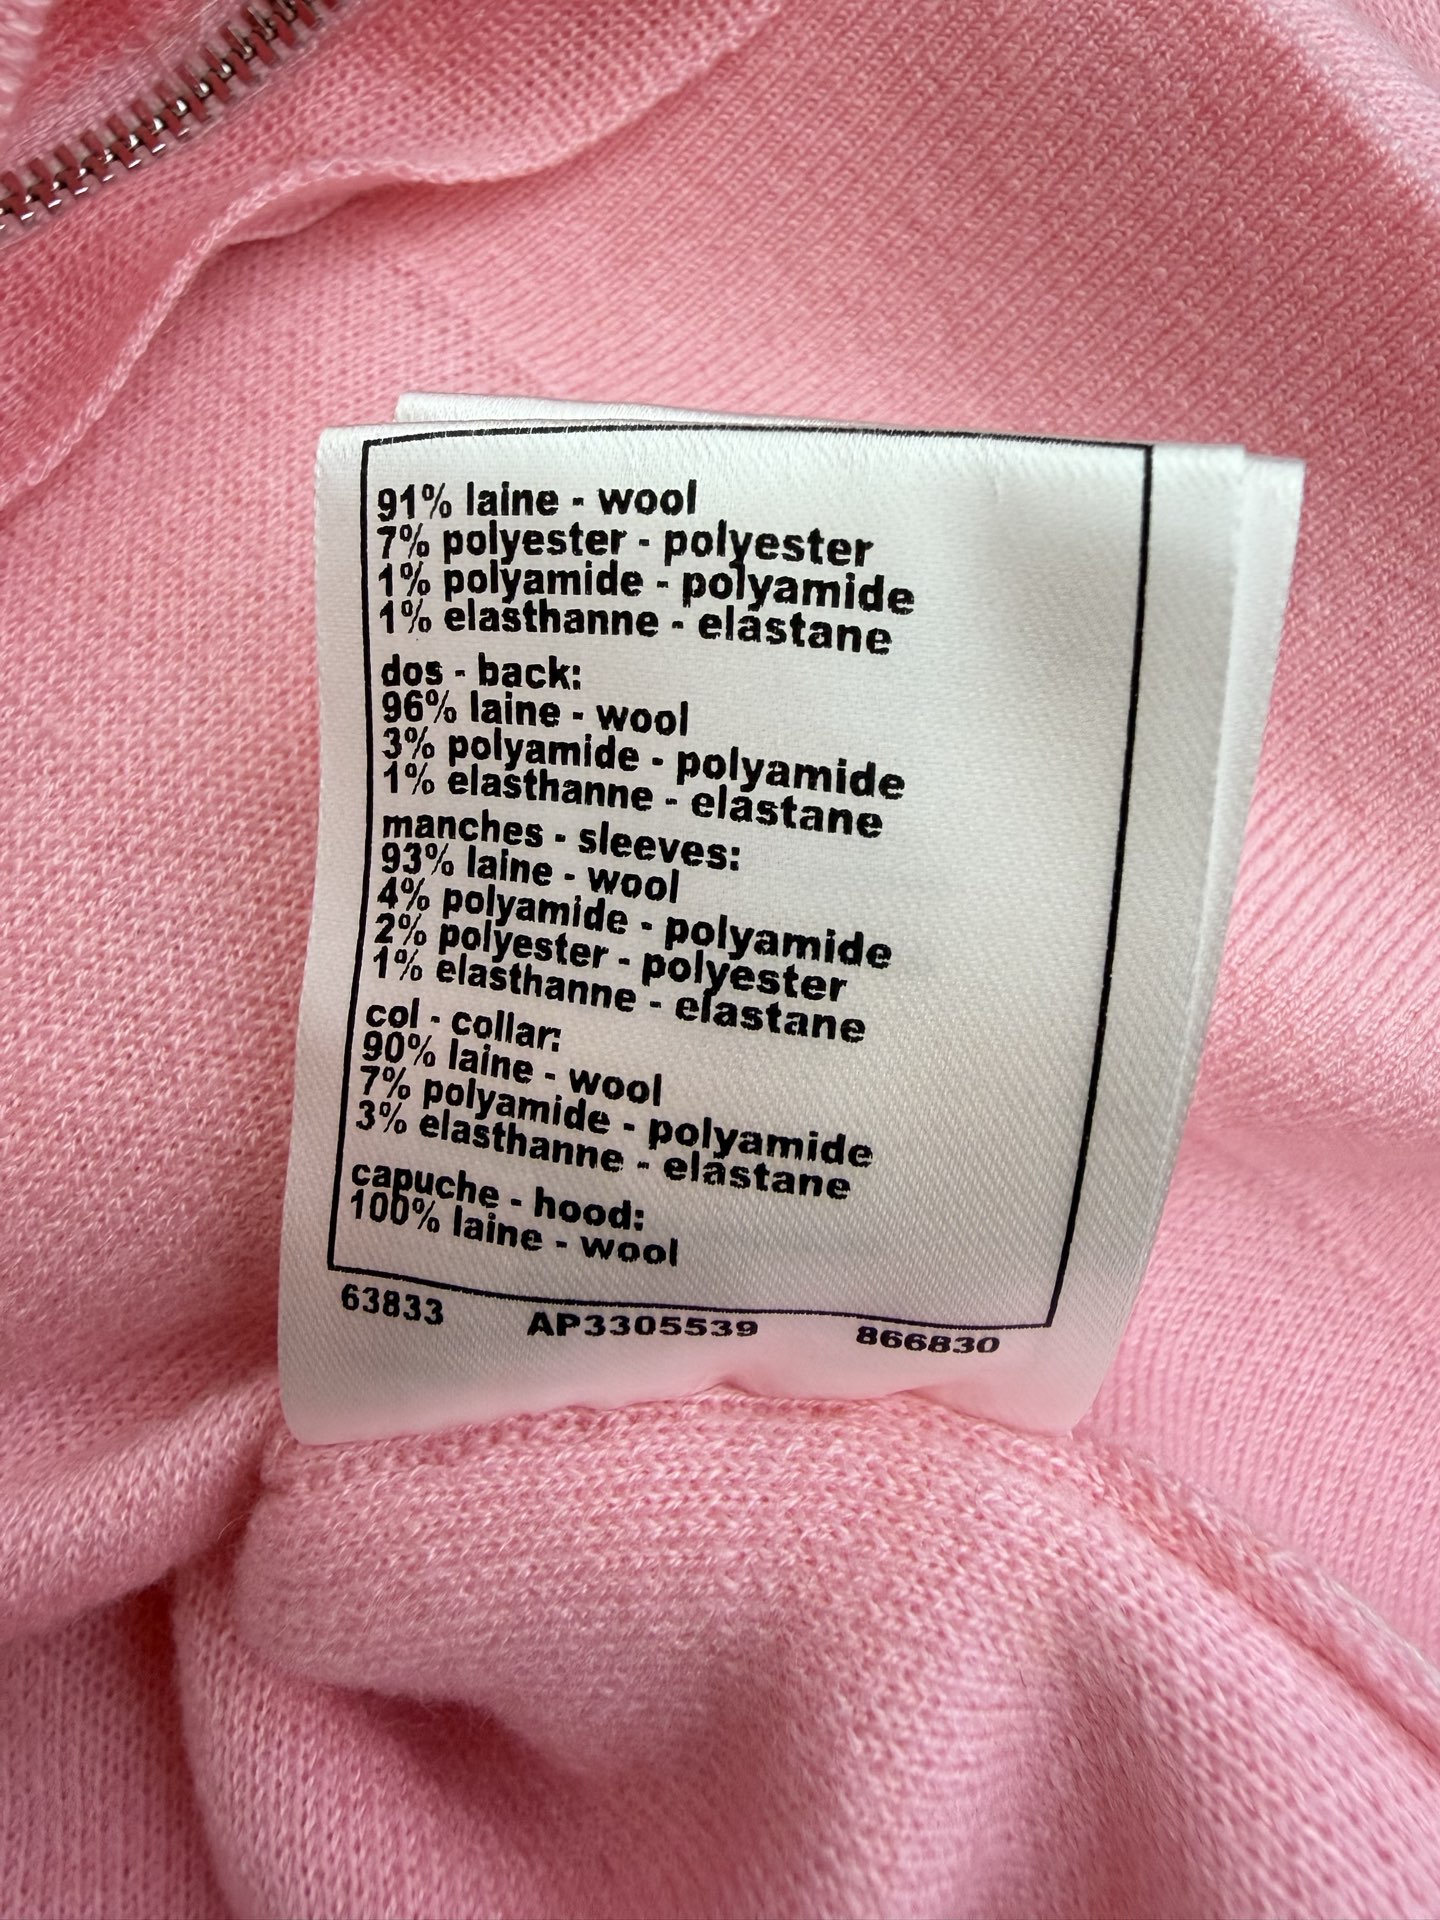 91% laine - wool
7% polyester - polyester
1% polyamide - polyamide
1% elasthanne - elastane
dos - back:
96% laine - wool
3% polyamide - polyamide
1% elasthanne - elastane
manches - sleeves:
93% laine - wool
4% polyamide - polyamide
2% polyester - polyester
1% elasthanne - elastane
col - collar:
90% laine - wool
7% polyamide - polyamide
3% elasthanne - elastane
capuche - hood:
100% laine - wool
63833 AP3305539 866830